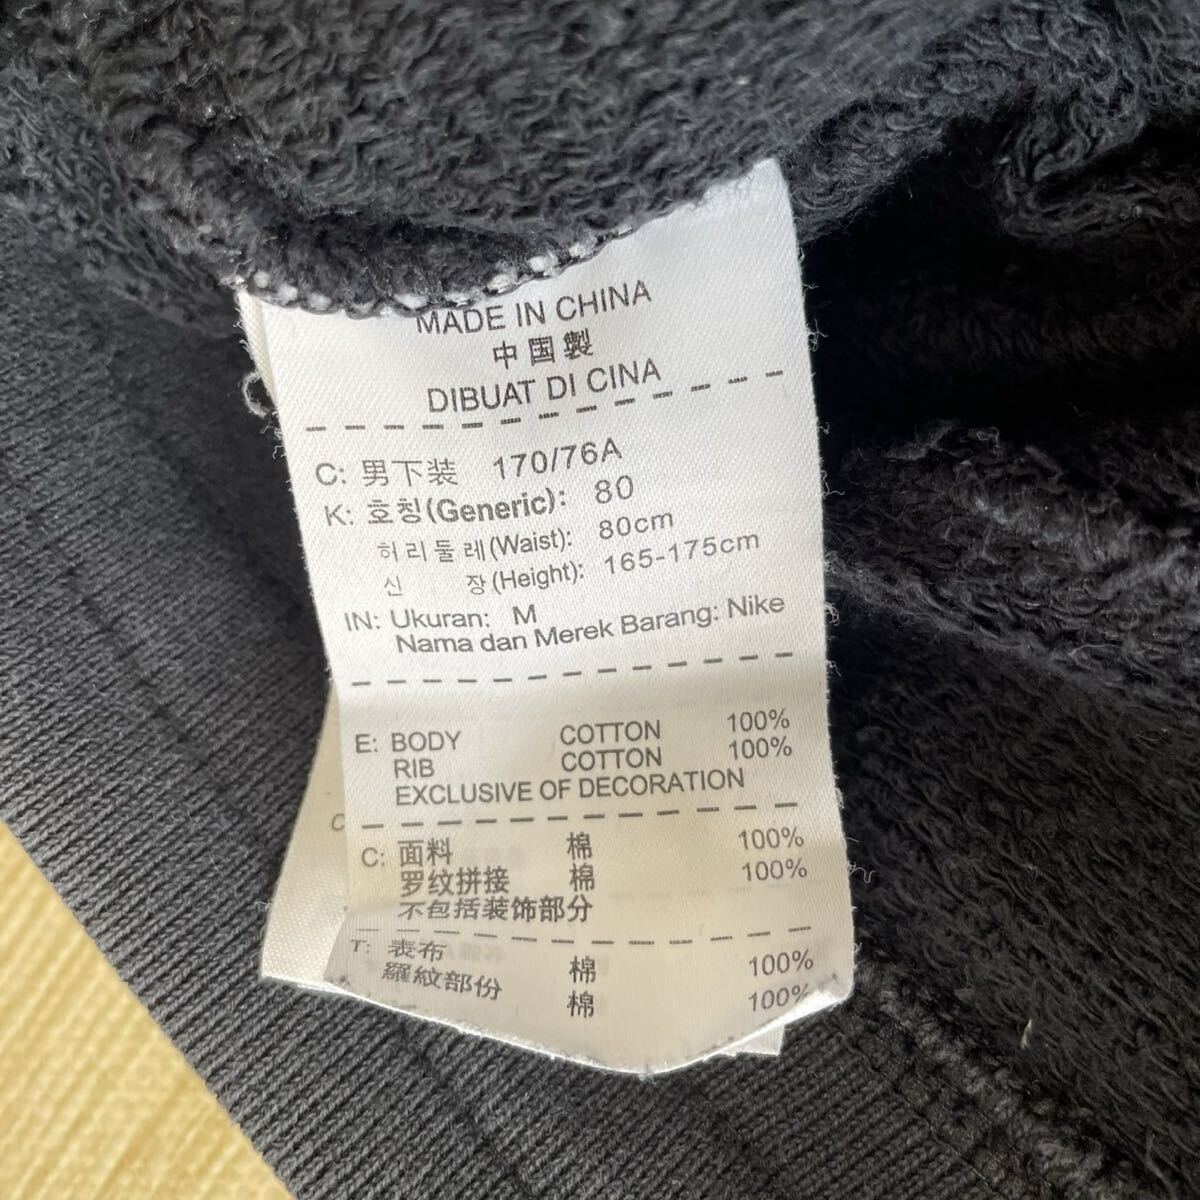 MADE IN CHINA
中国製
DIBUAT DI CINA
C: 男下装 170/76A
K: 호칭(Generic): 80
허리둘레(Waist): 80cm
신 장(Height): 165-175cm
IN: Ukuran: M
Nama dan Merek Barang: Nike
E: BODY COTTON 100%
RIB COTTON 100%
EXCLUSIVE OF DECORATION
C: 面料 棉 100%
罗纹拼接 棉 100%
不包括装饰部分
T: 表布 棉 100%
羅紋部份 棉 100%